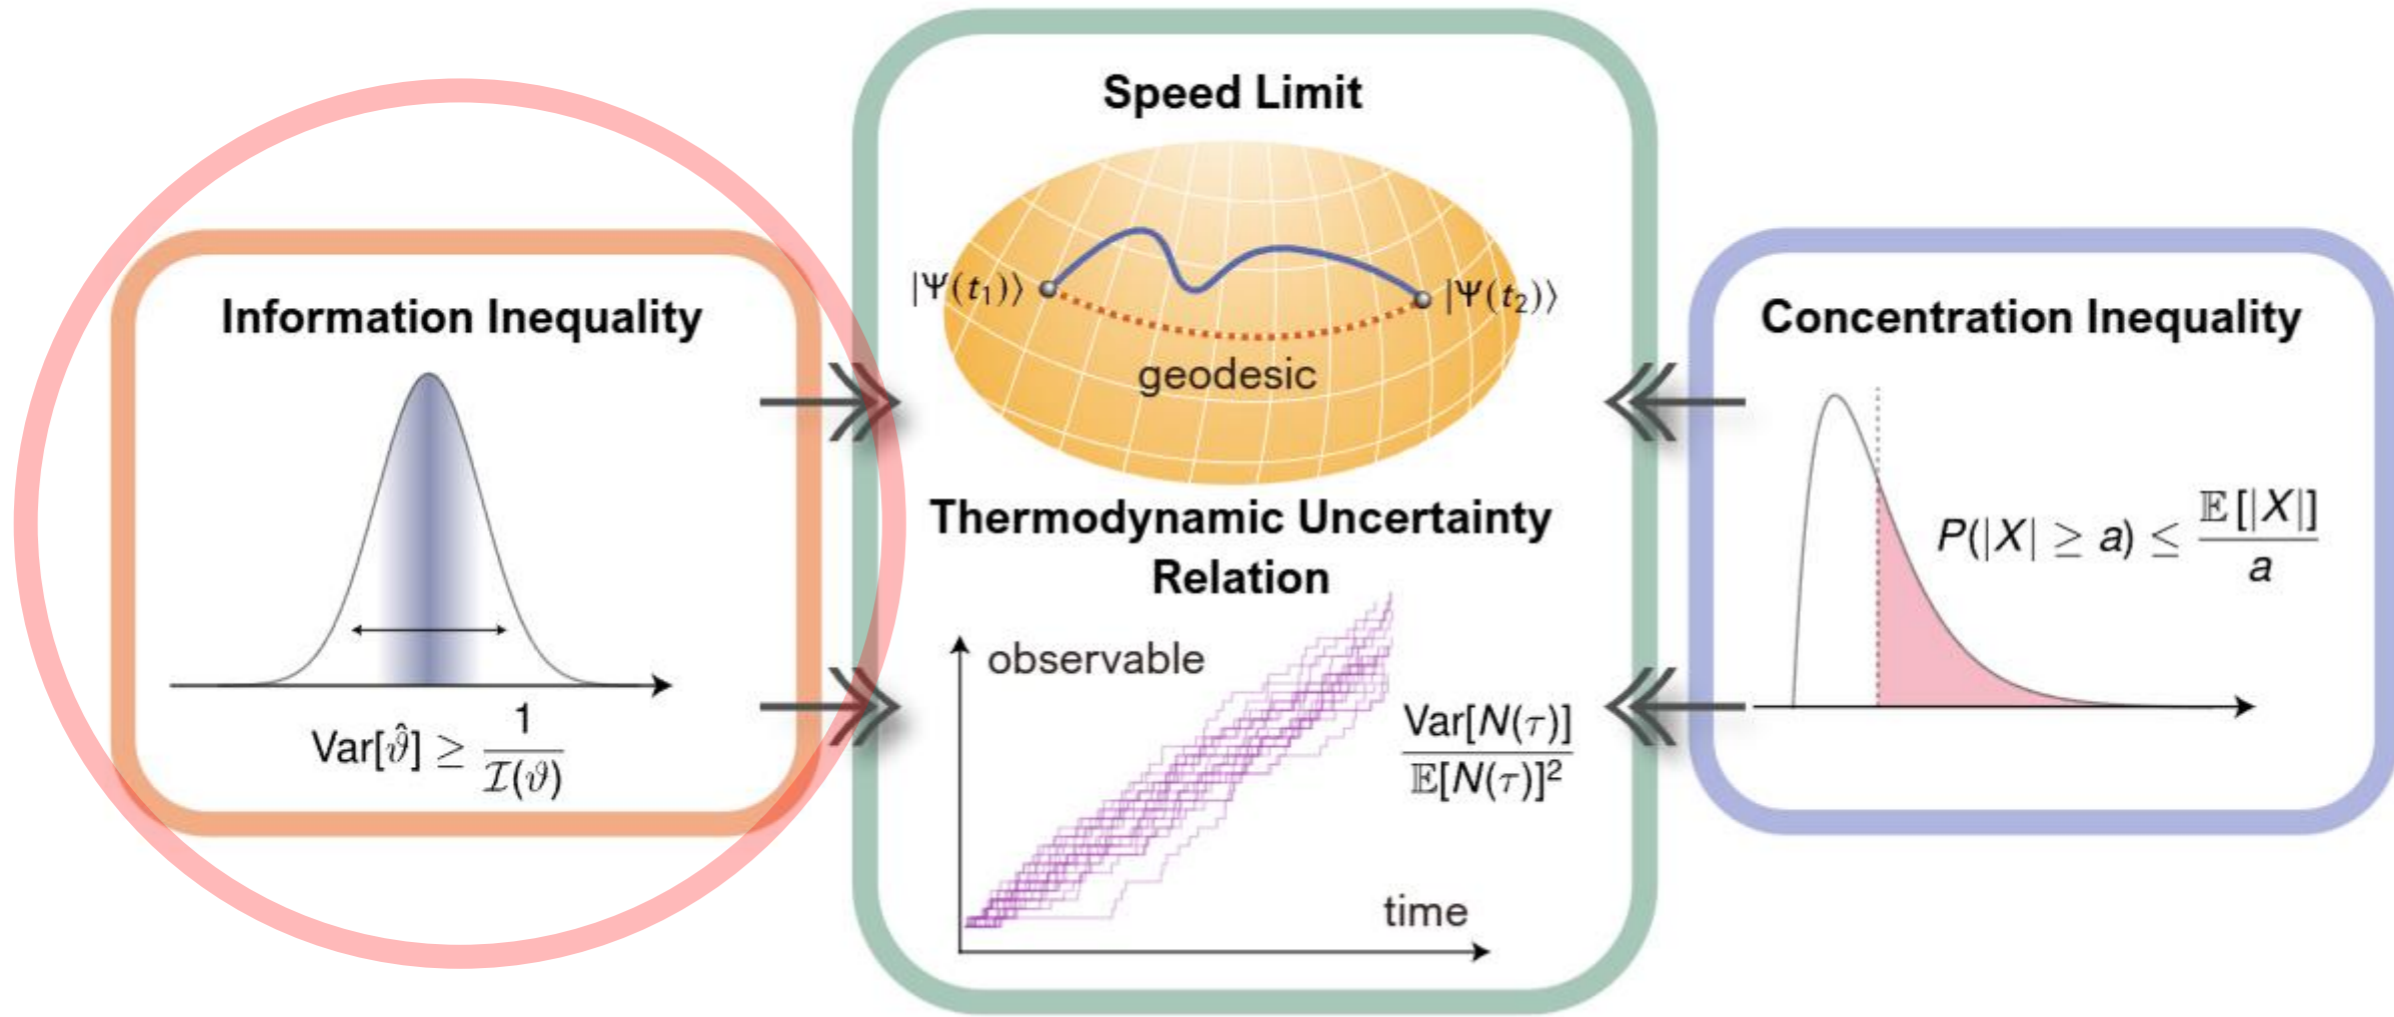 Information Inequality
Var[ϑ̂] ≥ 1/ℐ(ϑ)
Speed Limit
|Ψ(t₁)⟩
|Ψ(t₂)⟩
geodesic
Thermodynamic Uncertainty
Relation
observable
Var[N(τ)]/𝔼[N(τ)]²
time
Concentration Inequality
P(|X| ≥ a) ≤ 𝔼[|X|]/a